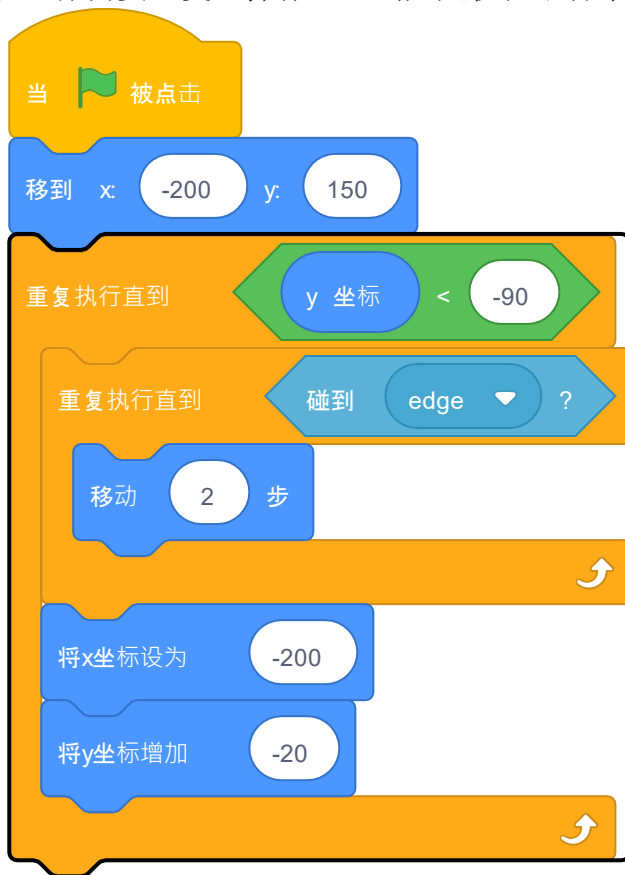 当 被点击
移到 x: -200 y: 150
重复执行直到 y 坐标 < -90
重复执行直到 碰到 edge ?
移动 2 步
将x坐标设为 -200
将y坐标增加 -20